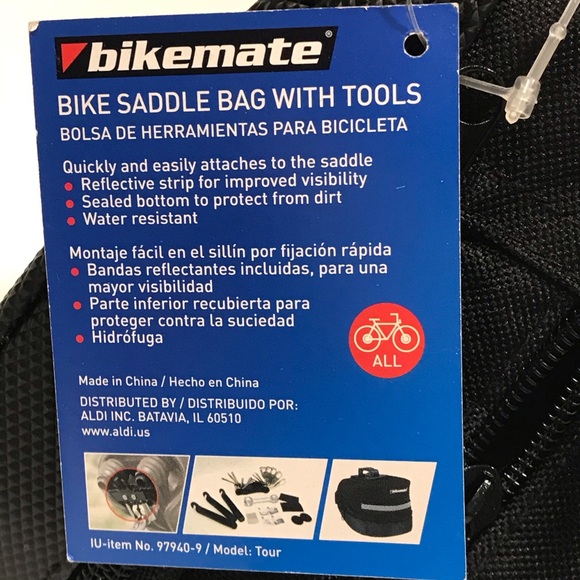 bikemate®
BIKE SADDLE BAG WITH TOOLS
BOLSA DE HERRAMIENTAS PARA BICICLETA
Quickly and easily attaches to the saddle
• Reflective strip for improved visibility
• Sealed bottom to protect from dirt
• Water resistant
Montaje fácil en el sillín por fijación rápida
• Bandas reflectantes incluidas, para una
mayor visibilidad
• Parte inferior recubierta para
proteger contra la suciedad
• Hidrófuga
ALL
Made in China / Hecho en China
DISTRIBUTED BY / DISTRIBUIDO POR:
ALDI INC. BATAVIA, IL 60510
www.aldi.us
bikemate
IU-item No. 97940-9 / Model: Tour